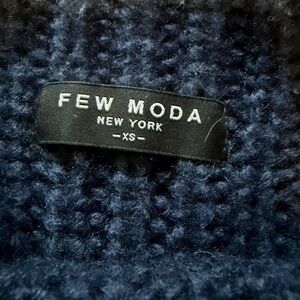 FEW MODA
NEW YORK
-XS-